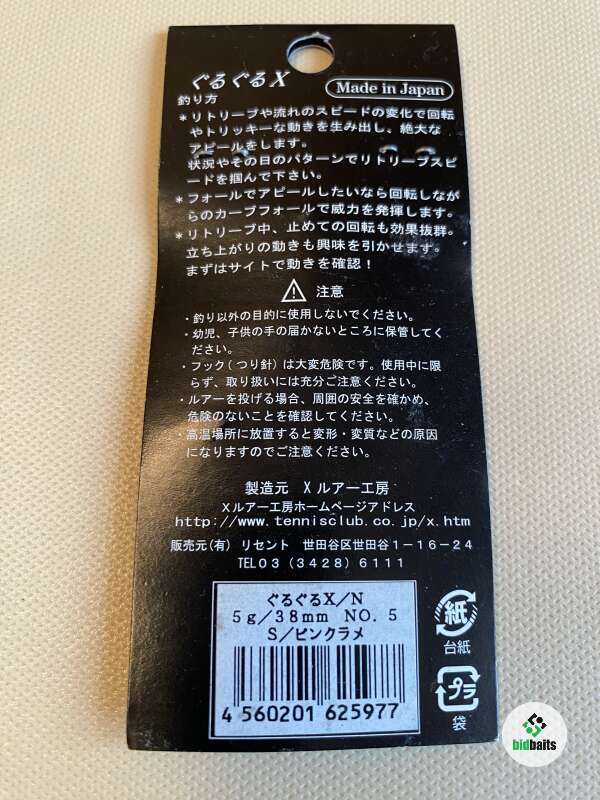 ぐるぐるX
Made in Japan
釣り方
*リトリーブや流れのスピードの変化で回転
やトリッキーな動きを生み出し、絶大な
アピールをします。
状況やその日のパターンでリトリーブスピ
ードを掴んで下さい。
*フォールでアピールしたいなら回転しなが
らのカーブフォールで威力を発揮します。
*リトリーブ中、止めての回転も効果抜群。
立ち上がりの動きも興味を引かせます。
まずはサイトで動きを確認！
注意
・釣り以外の目的に使用しないでください。
・幼児、子供の手の届かないところに保管してく
ださい。
・フック(つり針)は大変危険です。使用中に限
らず、取り扱いには充分ご注意ください。
・ルアーを投げる場合、周囲の安全を確かめ、
危険のないことを確認してください。
・高温場所に放置すると変形・変質などの原因
になりますのでご注意ください。
製造元 Xルアー工房
Xルアー工房ホームページアドレス
http://www.tennisclub.co.jp/x.htm
販売元(有) リセント 世田谷区世田谷1-16-24
TEL03(3428)6111
ぐるぐるX/N
5g/38mm NO.5
S/ピンクラメ
4 560201 625977
紙
台紙
プラ
袋
bidbaits